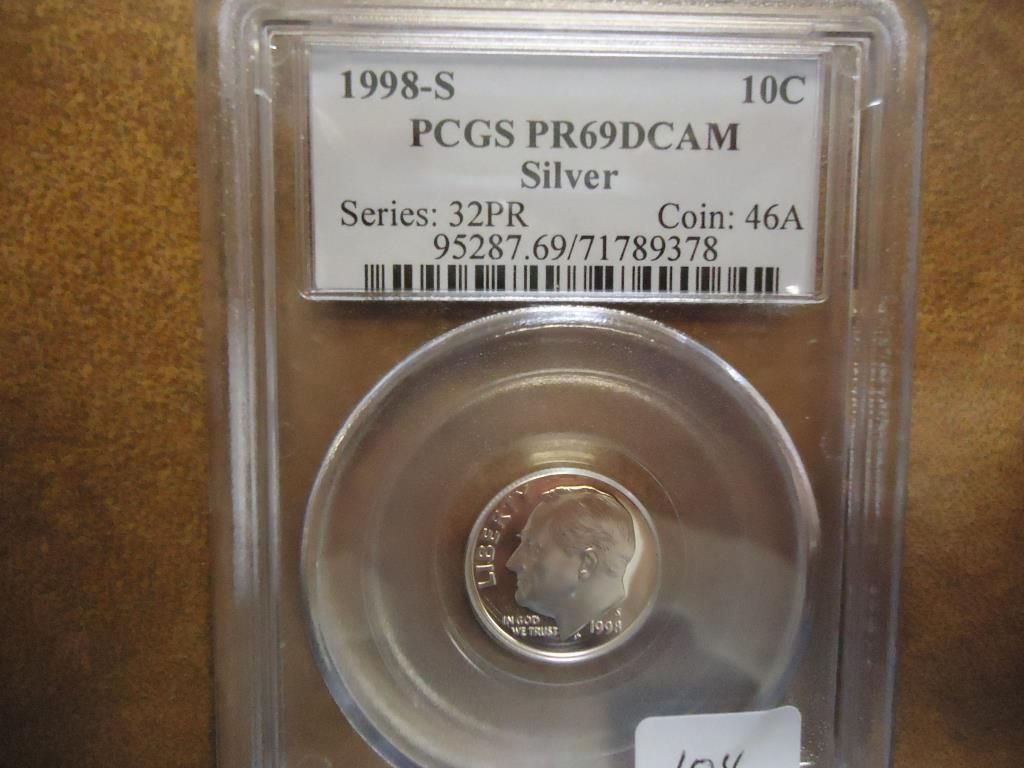 1998-S 10C
PCGS PR69DCAM
Silver
Series: 32PR Coin: 46A
95287.69/71789378
LIBERTY
IN GOD
WE TRUST
S
1998